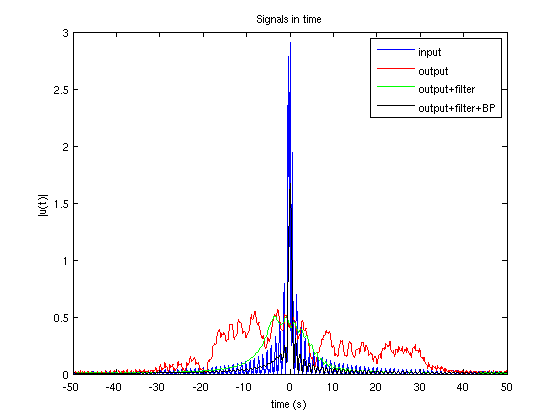 Signals in time
3
2.5
2
1.5
1
0.5
0
|u(t)|
input
output
output+filter
output+filter+BP
-50 -40 -30 -20 -10 0 10 20 30 40 50
time (s)